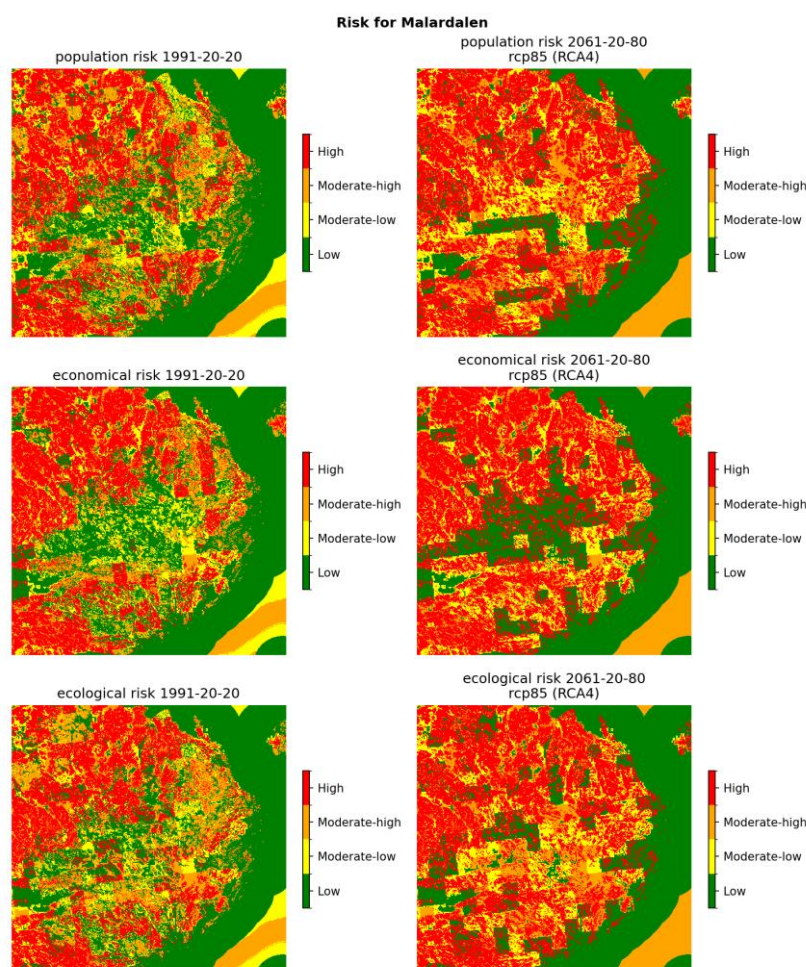 Risk for Malardalen
population risk 1991-20-20
High
Moderate-high
Moderate-low
Low
population risk 2061-20-80
rcp85 (RCA4)
High
Moderate-high
Moderate-low
Low
economical risk 1991-20-20
High
Moderate-high
Moderate-low
Low
economical risk 2061-20-80
rcp85 (RCA4)
High
Moderate-high
Moderate-low
Low
ecological risk 1991-20-20
High
Moderate-high
Moderate-low
Low
ecological risk 2061-20-80
rcp85 (RCA4)
High
Moderate-high
Moderate-low
Low